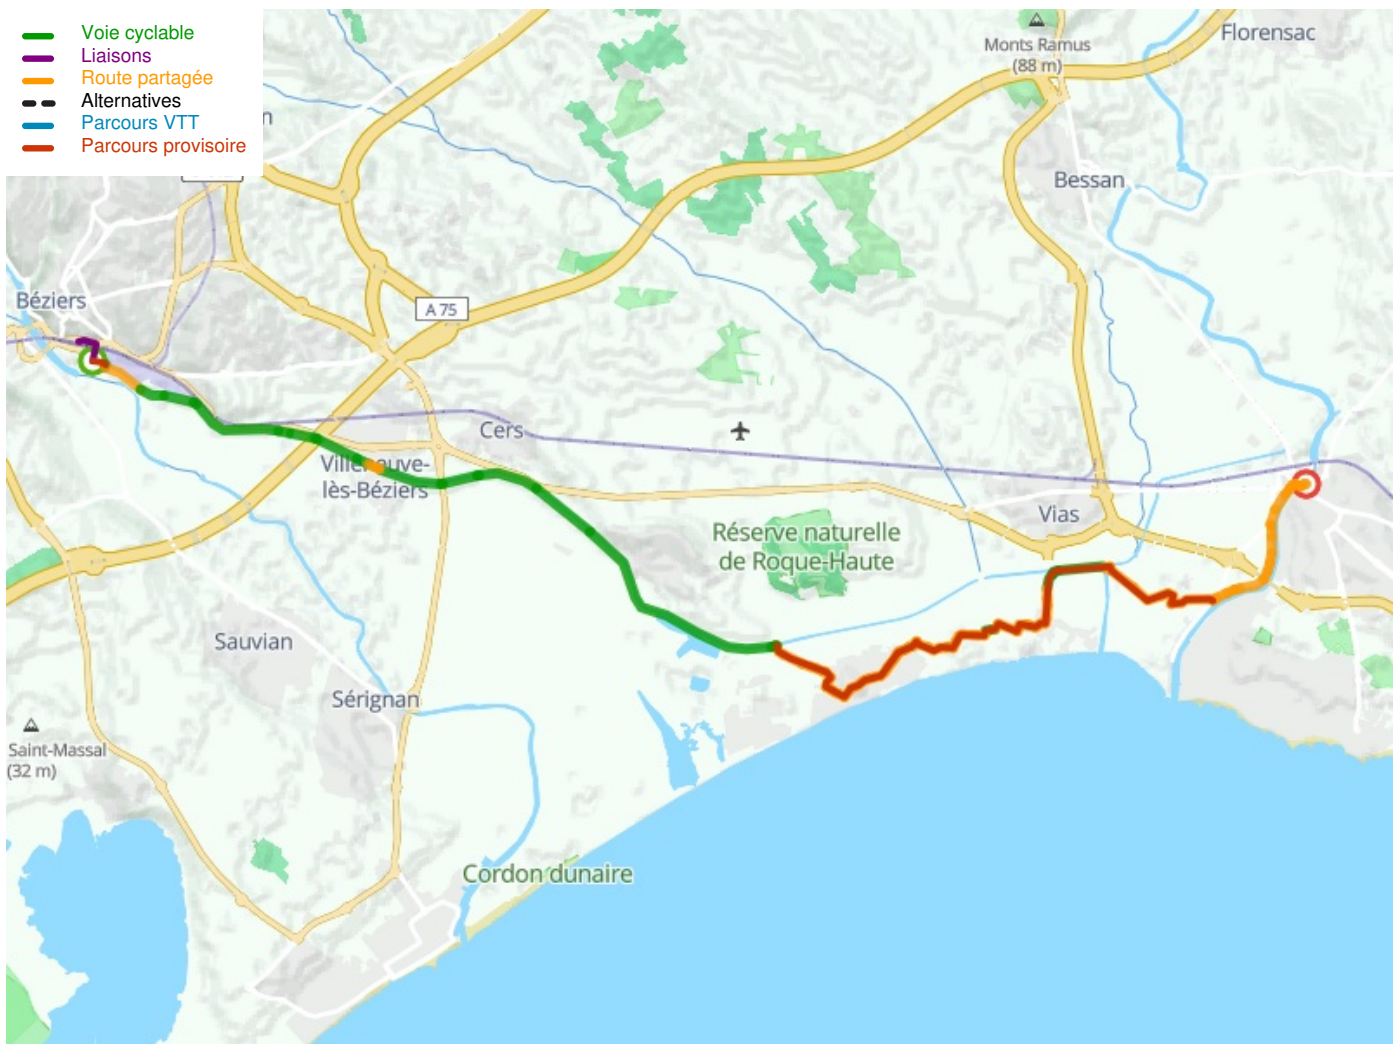 Voie cyclable
Liaisons
Route partagée
Alternatives
Parcours VTT
Parcours provisoire
n
Florensac
Monts Ramus
(88 m)
Bessan
Béziers
A 75
Cers
Villeneuve-
lès-Béziers
Vias
Réserve naturelle
de Roque-Haute
Sauvian
Sérignan
Saint-Massal
(32 m)
Cordon dunaire